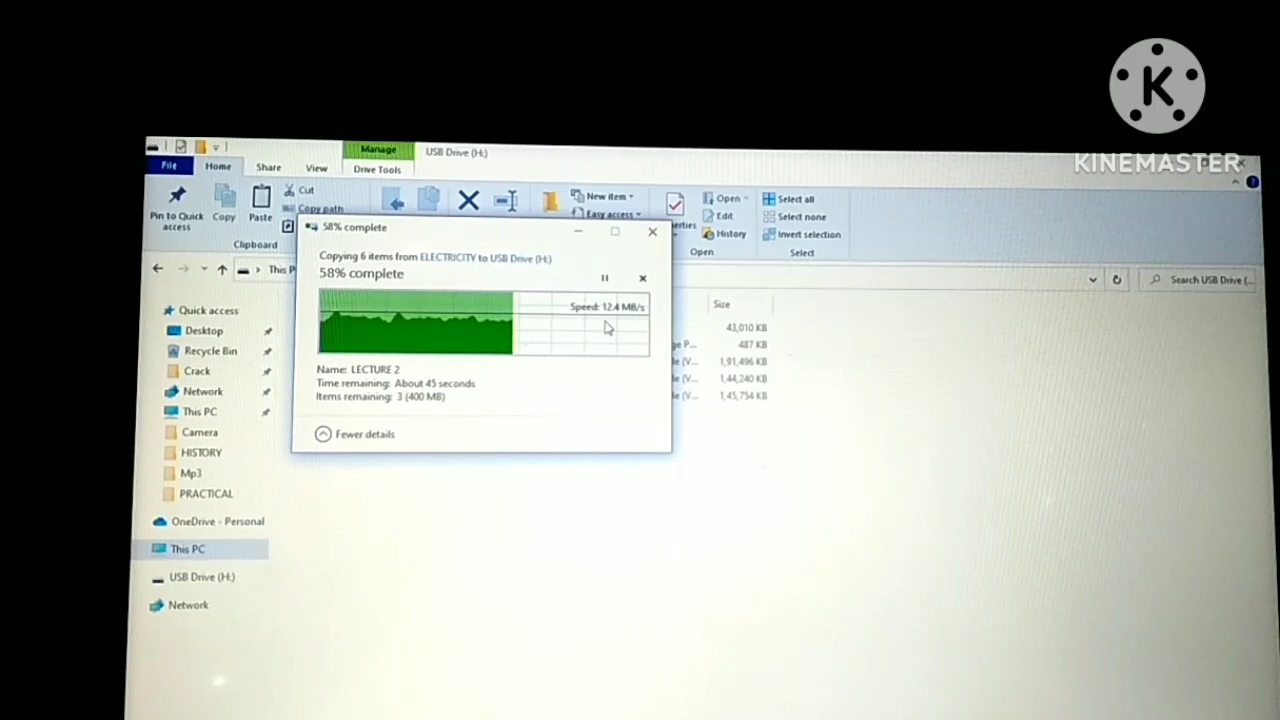 K
KINEMASTER
Manage
USB Drive (H:)
File
Home
Share
View
Drive Tools
Pin to Quick access
Copy
Paste
Cut
Copy path
Clipboard
New item
Easy access
Open
Edit
History
Open
Select all
Select none
Invert selection
Select
58% complete
Copying 6 items from ELECTRICITY to USB Drive (H:)
58% complete
Speed: 12.4 MB/s
Name: LECTURE 2
Time remaining: About 45 seconds
Items remaining: 3 (400 MB)
Fewer details
This P
Search USB Drive (...
Size
43,010 KB
487 KB
1,91,496 KB
1,44,240 KB
1,45,754 KB
Quick access
Desktop
Recycle Bin
Crack
Network
This PC
Camera
HISTORY
Mp3
PRACTICAL
OneDrive - Personal
This PC
USB Drive (H:)
Network